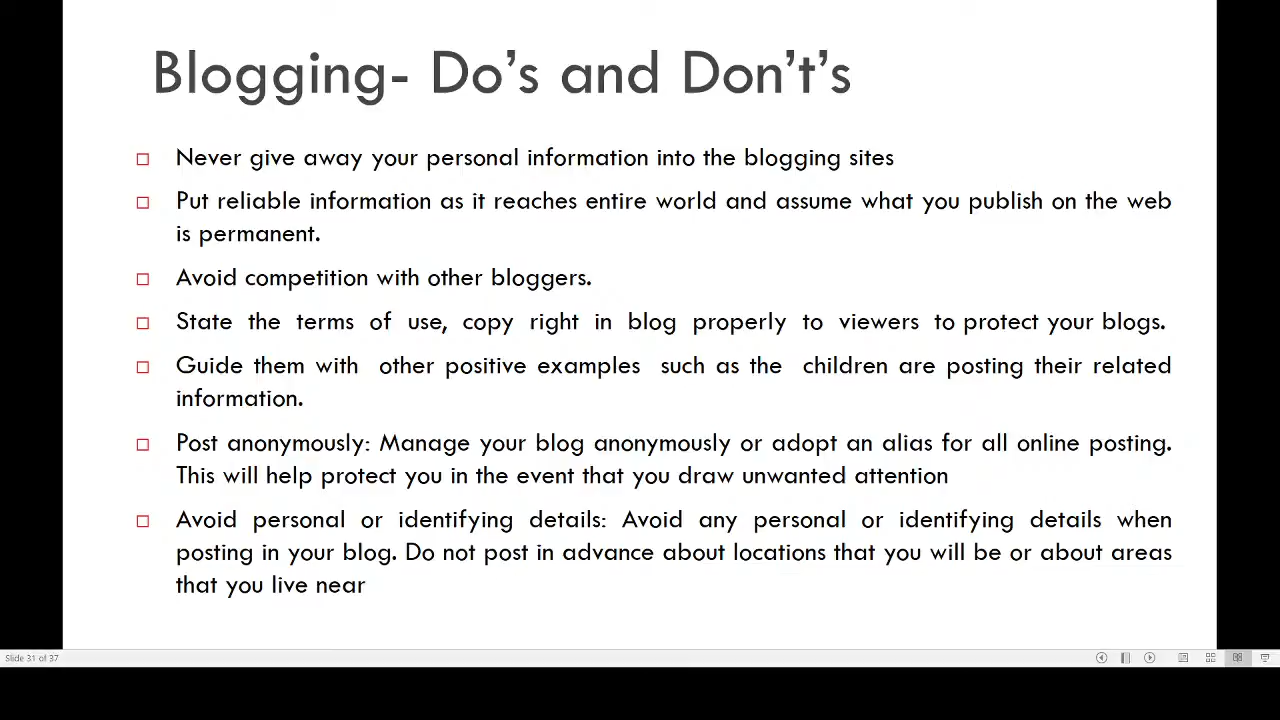 Blogging- Do's and Don't's
Never give away your personal information into the blogging sites
Put reliable information as it reaches entire world and assume what you publish on the web
is permanent.
Avoid competition with other bloggers.
State the terms of use, copy right in blog properly to viewers to protect your blogs.
Guide them with other positive examples such as the children are posting their related
information.
Post anonymously: Manage your blog anonymously or adopt an alias for all online posting.
This will help protect you in the event that you draw unwanted attention
Avoid personal or identifying details: Avoid any personal or identifying details when
posting in your blog. Do not post in advance about locations that you will be or about areas
that you live near
Slide 31 of 37